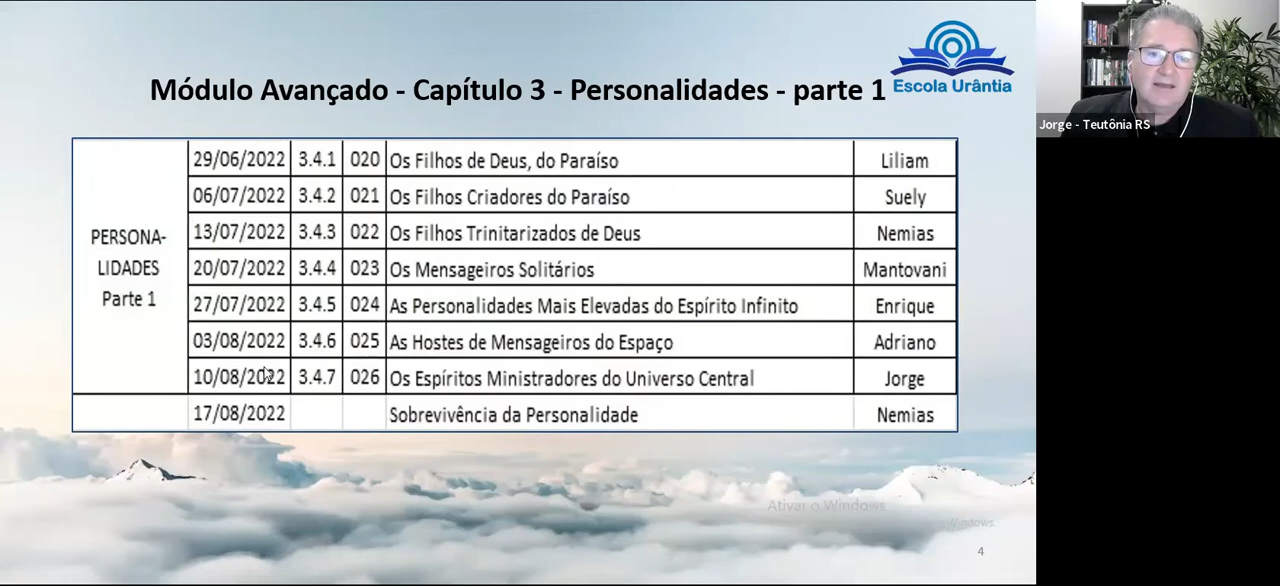 Módulo Avançado - Capítulo 3 - Personalidades - parte 1
Escola Urântia
Jorge - Teutônia RS
PERSONA-
LIDADES
Parte 1
29/06/2022 3.4.1 020 Os Filhos de Deus, do Paraíso Liliam
06/07/2022 3.4.2 021 Os Filhos Criadores do Paraíso Suely
13/07/2022 3.4.3 022 Os Filhos Trinitarizados de Deus Nemias
20/07/2022 3.4.4 023 Os Mensageiros Solitários Mantovani
27/07/2022 3.4.5 024 As Personalidades Mais Elevadas do Espírito Infinito Enrique
03/08/2022 3.4.6 025 As Hostes de Mensageiros do Espaço Adriano
10/08/2022 3.4.7 026 Os Espíritos Ministradores do Universo Central Jorge
17/08/2022 Sobrevivência da Personalidade Nemias
Ativar o Windows
Windows.
4